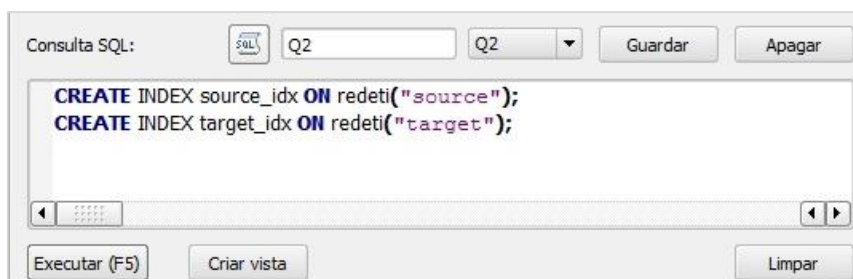 Consulta SQL: SQL Q2 Q2 Guardar Apagar
CREATE INDEX source_idx ON redeti("source");
CREATE INDEX target_idx ON redeti("target");
Executar (F5) Criar vista Limpar